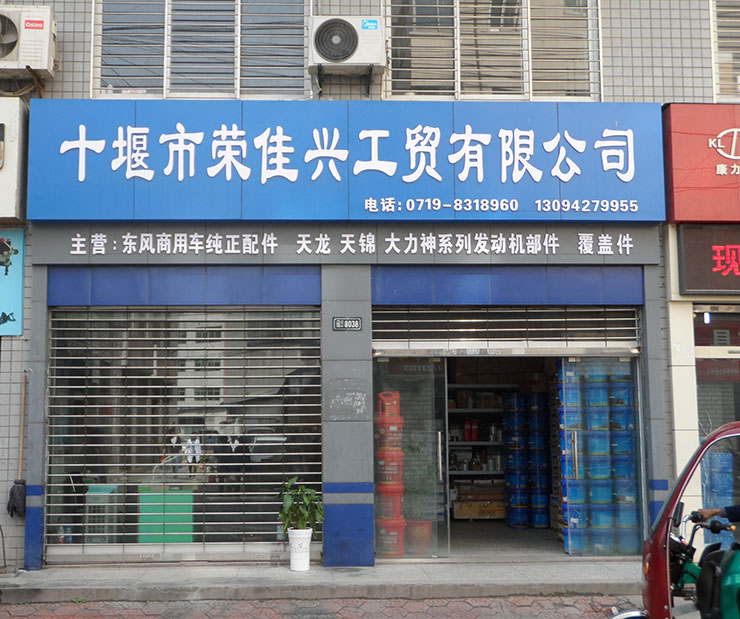 十堰市荣佳兴工贸有限公司
电话:0719-8318960 13094279955
主营:东风商用车纯正配件 天龙 天锦 大力神系列发动机部件 覆盖件
8038
KL
康力
现